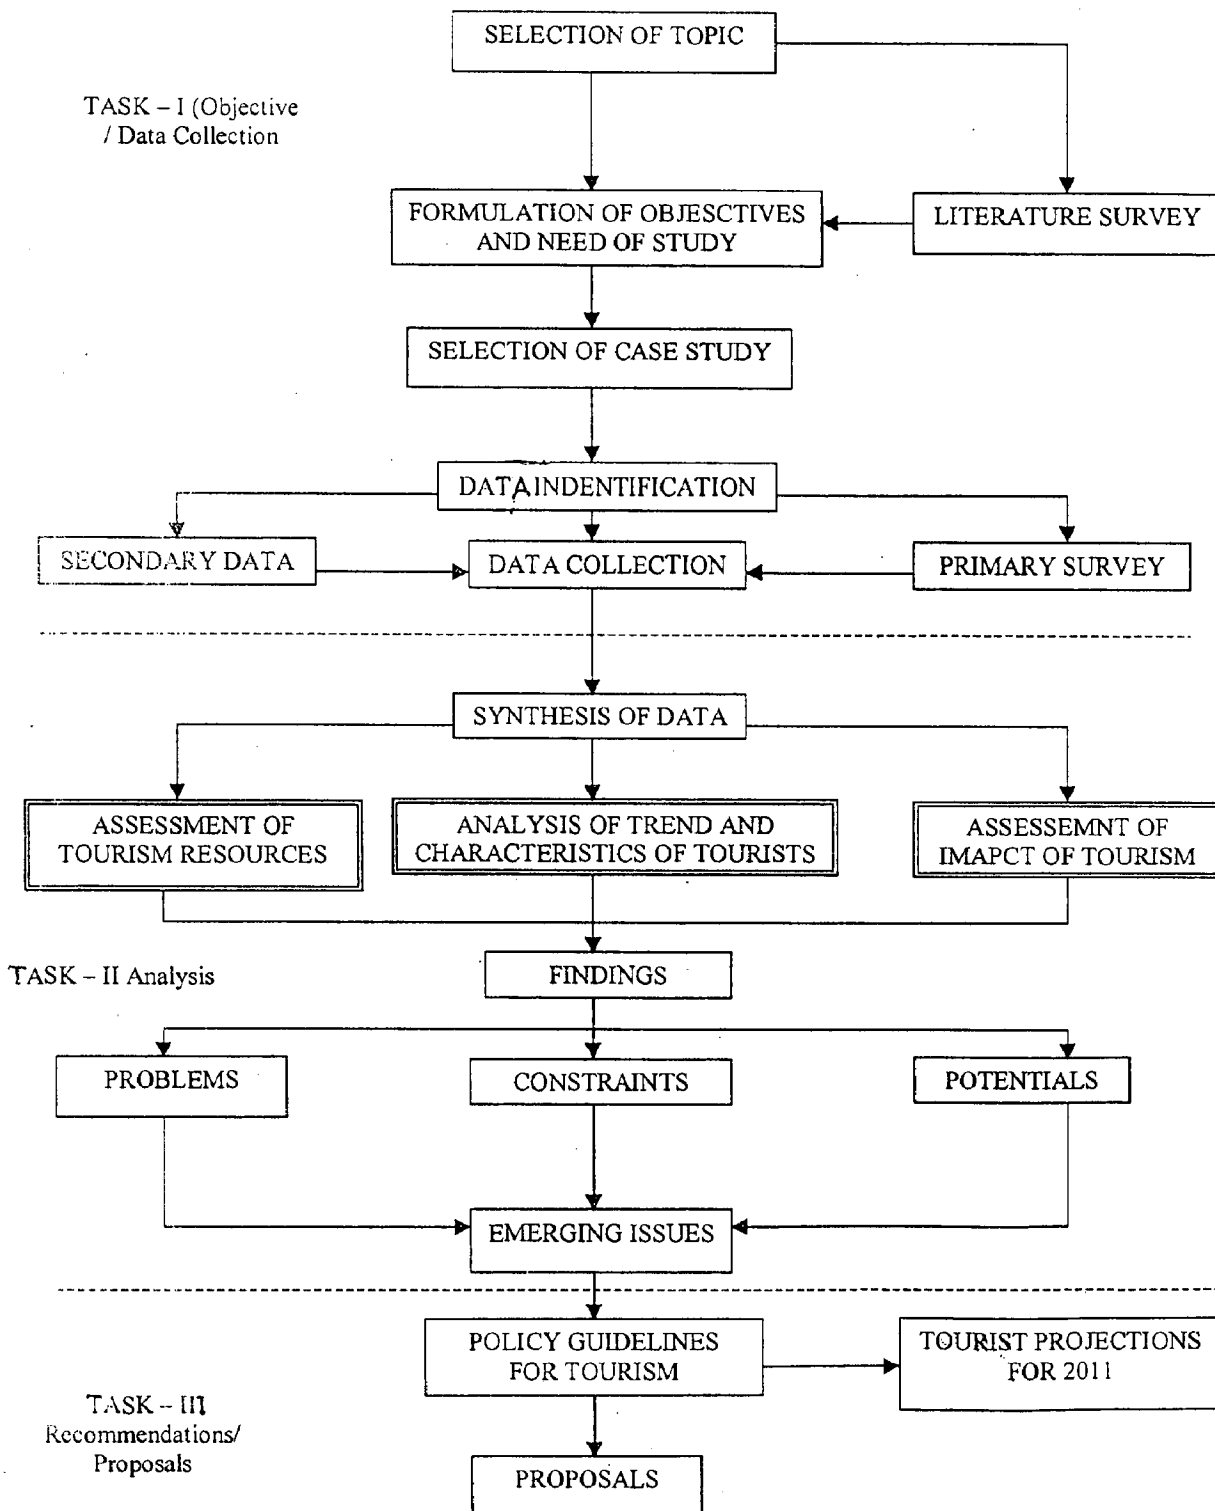 SELECTION OF TOPIC
TASK – I (Objective
/ Data Collection
FORMULATION OF OBJESCTIVES
AND NEED OF STUDY
LITERATURE SURVEY
SELECTION OF CASE STUDY
DATA INDENTIFICATION
SECONDARY DATA
DATA COLLECTION
PRIMARY SURVEY
SYNTHESIS OF DATA
ASSESSMENT OF
TOURISM RESOURCES
ANALYSIS OF TREND AND
CHARACTERISTICS OF TOURISTS
ASSESSEMNT OF
IMAPCT OF TOURISM
TASK – II Analysis
FINDINGS
PROBLEMS
CONSTRAINTS
POTENTIALS
EMERGING ISSUES
POLICY GUIDELINES
FOR TOURISM
TOURIST PROJECTIONS
FOR 2011
TASK – III
Recommendations/
Proposals
PROPOSALS